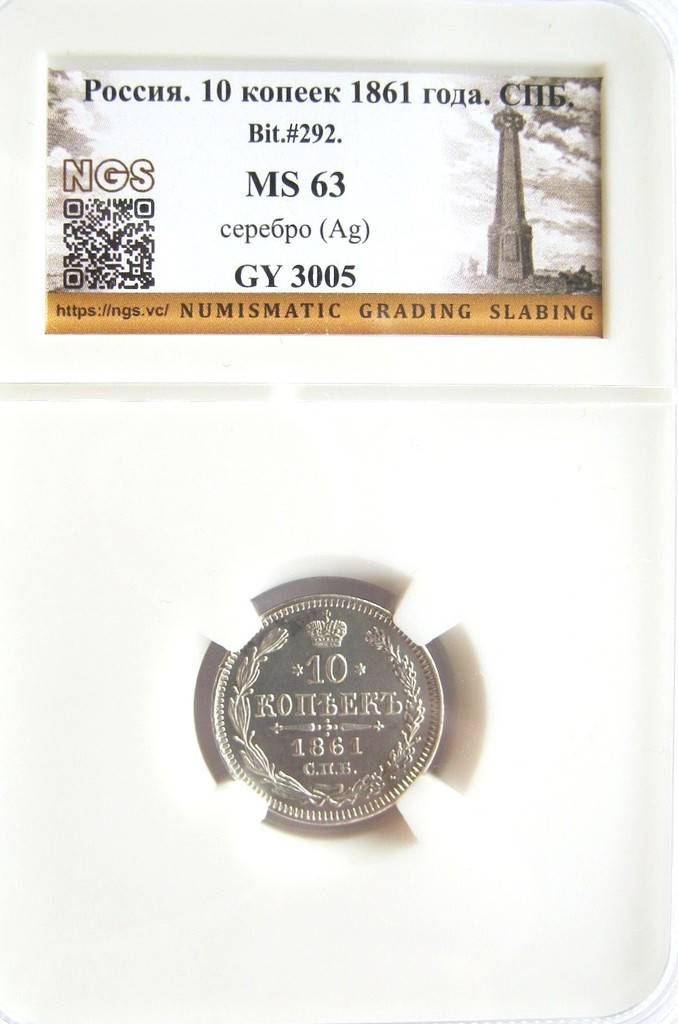 Россия. 10 копеек 1861 года. СПБ.
Bit.#292.
NGS
MS 63
серебро (Ag)
GY 3005
https://ngs.vc/ NUMISMATIC GRADING SLABING
*10*
КОПѢЕКЪ
1861
С.П.Б.